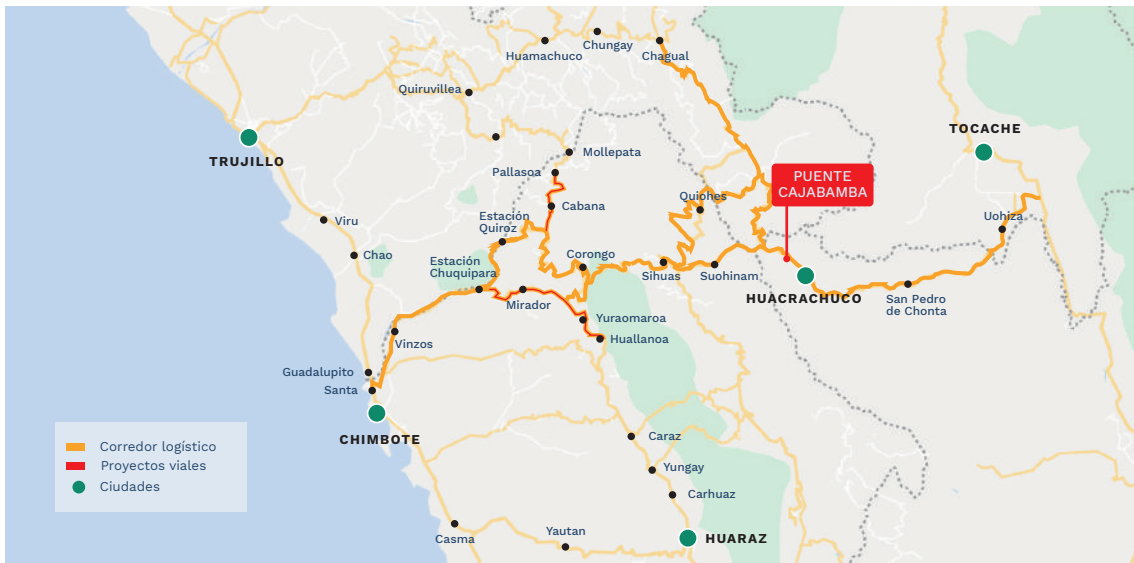 Chungay
Huamachuco
Chagual
Quiruvillea
TOCACHE
TRUJILLO
Mollepata
Pallasoa
PUENTE
CAJABAMBA
Quiohes
Cabana
Estación
Quiroz
Viru
Uohiza
Chao
Estación
Chuquipara
Corongo
Sihuas
Suohinam
HUACRACHUCO
San Pedro
de Chonta
Mirador
Yuraomaroa
Huallanoa
Vinzos
Guadalupito
Santa
CHIMBOTE
Corredor logístico
Proyectos viales
Ciudades
Caraz
Yungay
Carhuaz
Casma
Yautan
HUARAZ